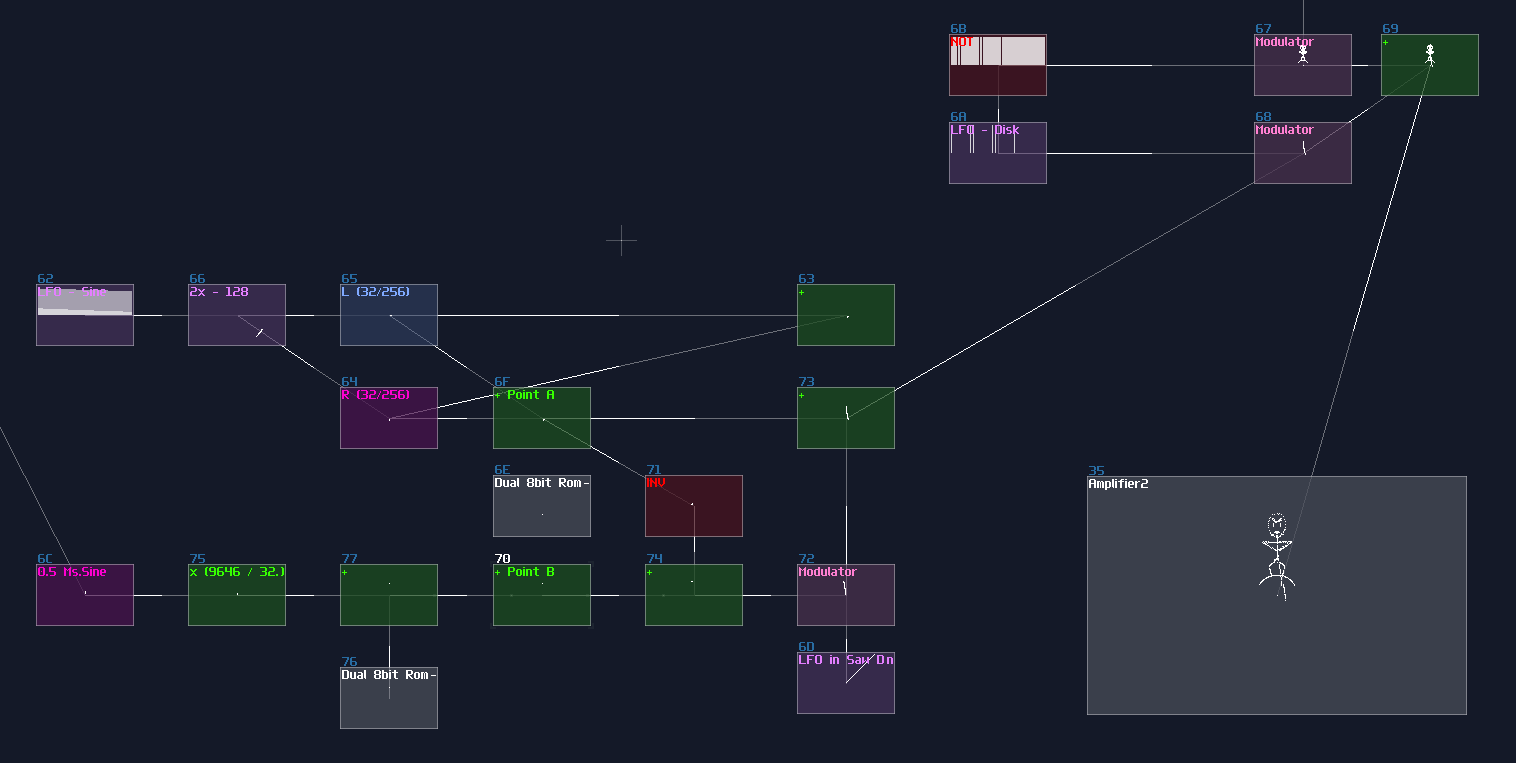 6B
NOT
67
Modulator
69
+
6A
LFO - Disk
68
Modulator
62
LFO - Sine
66
2x - 128
65
L (32/256)
63
+
64
R (32/256)
6F
+ Point A
73
+
6E
Dual 8bit Rom-
71
INV
35
Amplifier2
6C
0.5 Ms.Sine
75
x (9646 / 32.)
77
+
70
+ Point B
74
+
72
Modulator
76
Dual 8bit Rom-
6D
LFO in Saw Dn